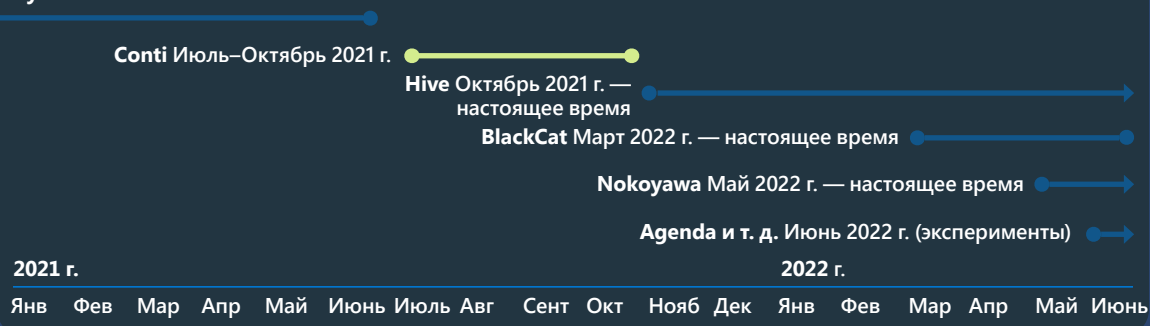 Conti Июль–Октябрь 2021 г.
Hive Октябрь 2021 г. —
настоящее время
BlackCat Март 2022 г. — настоящее время
Nokoyawa Май 2022 г. — настоящее время
Agenda и т. д. Июнь 2022 г. (эксперименты)
2021 г. 2022 г.
Янв Фев Мар Апр Май Июнь Июль Авг Сент Окт Нояб Дек Янв Фев Мар Апр Май Июнь